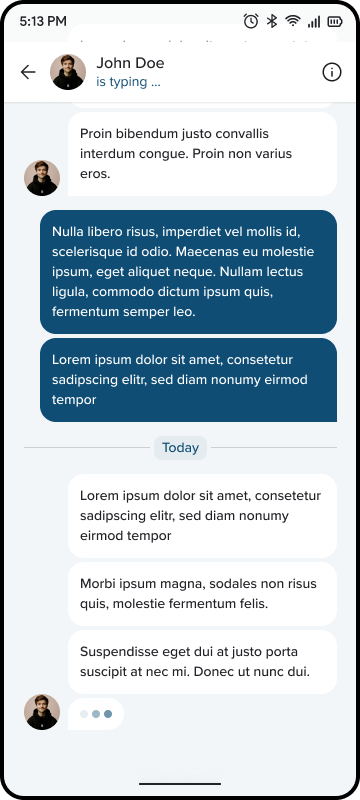 5:13 PM
John Doe
is typing ...
Proin bibendum justo convallis
interdum congue. Proin non varius
eros.
Nulla libero risus, imperdiet vel mollis id,
scelerisque id odio. Maecenas eu molestie
ipsum, eget aliquet neque. Nullam lectus
ligula, commodo dictum ipsum quis,
fermentum semper leo.
Lorem ipsum dolor sit amet, consetetur
sadipscing elitr, sed diam nonumy eirmod
tempor
Today
Lorem ipsum dolor sit amet, consetetur
sadipscing elitr, sed diam nonumy
eirmod tempor
Morbi ipsum magna, sodales non risus
quis, molestie fermentum felis.
Suspendisse eget dui at justo porta
suscipit at nec mi. Donec ut nunc dui.